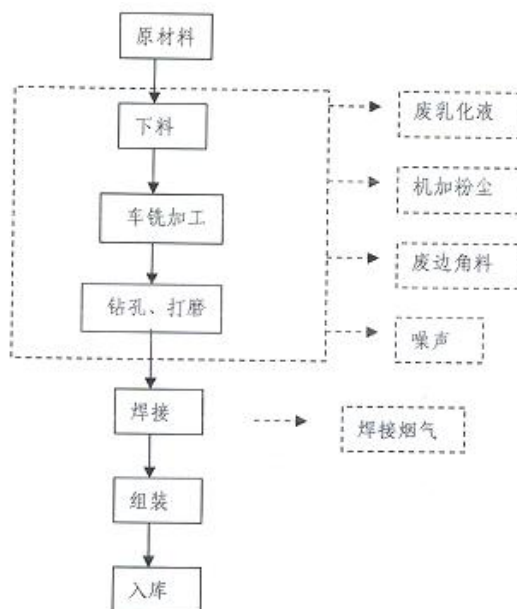 原材料
下料
废乳化液
车铣加工
机加粉尘
废边角料
钻孔、打磨
噪声
焊接
焊接烟气
组装
入库